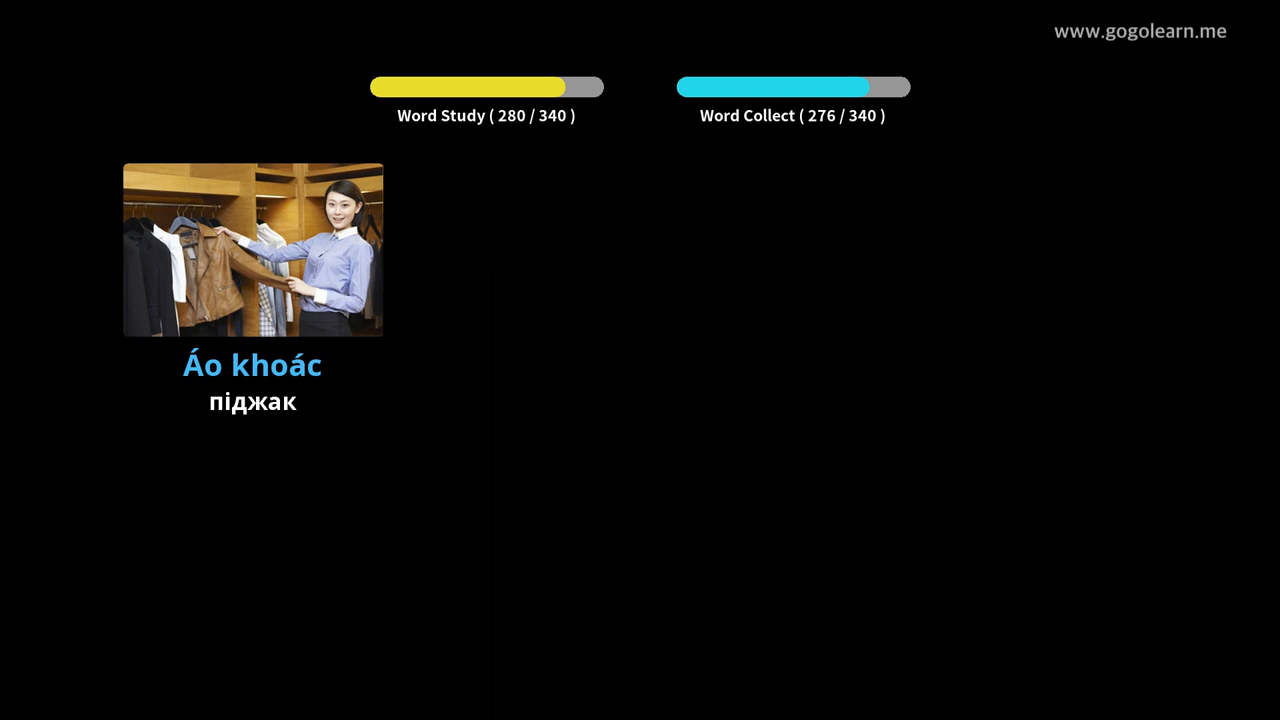 www.gogolearn.me
Word Study ( 280 / 340 )
Word Collect ( 276 / 340 )
Áo khoác
піджак